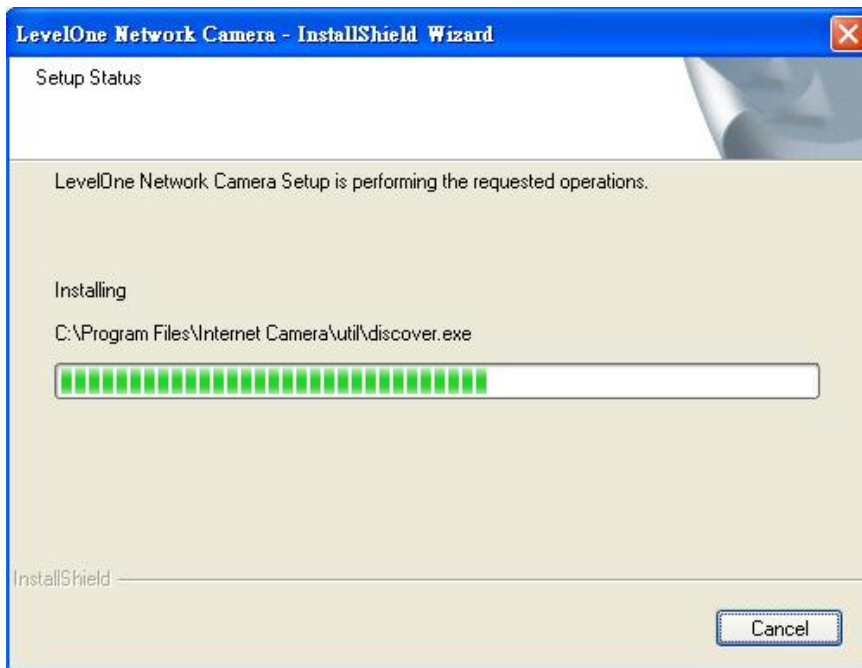 LevelOne Network Camera - InstallShield Wizard
Setup Status
LevelOne Network Camera Setup is performing the requested operations.
Installing
C:\Program Files\Internet Camera\util\discover.exe
InstallShield
Cancel